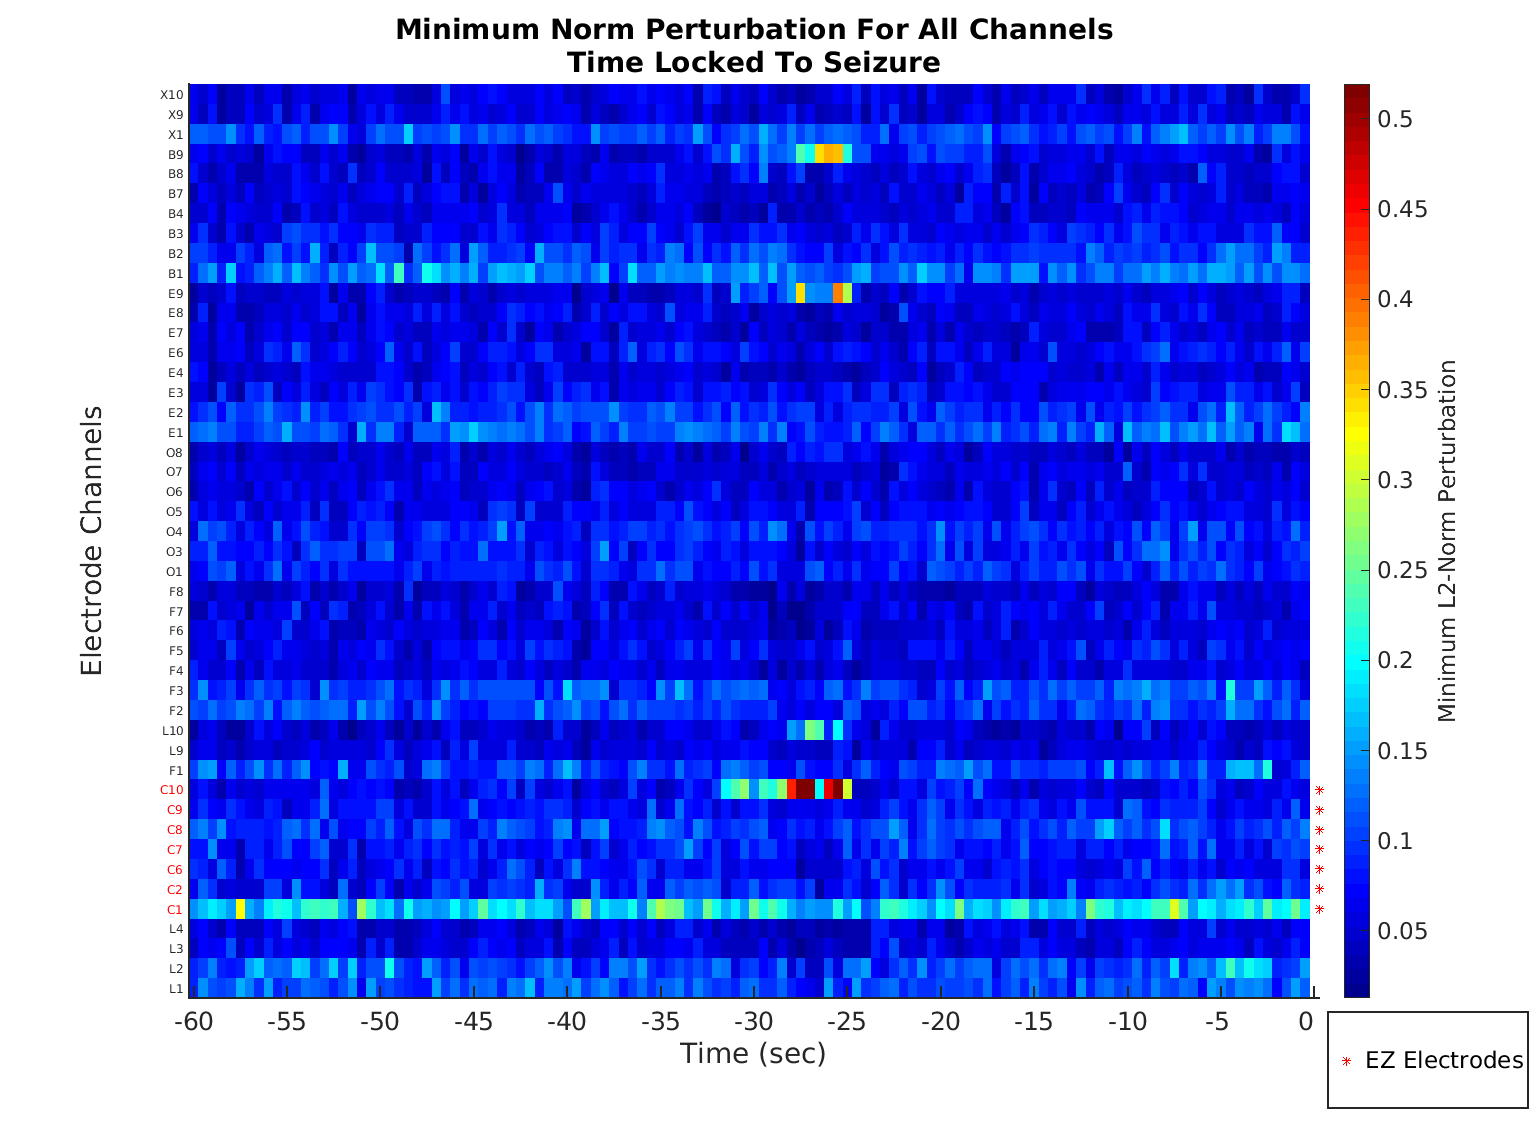 Minimum Norm Perturbation For All Channels
Time Locked To Seizure
Electrode Channels
X10
X9
X1
B9
B8
B7
B4
B3
B2
B1
E9
E8
E7
E6
E4
E3
E2
E1
O8
O7
O6
O5
O4
O3
O1
F8
F7
F6
F5
F4
F3
F2
L10
L9
F1
C10
C9
C8
C7
C6
C2
C1
L4
L3
L2
L1
-60 -55 -50 -45 -40 -35 -30 -25 -20 -15 -10 -5 0
Time (sec)
0.5
0.45
0.4
0.35
0.3
0.25
0.2
0.15
0.1
0.05
Minimum L2-Norm Perturbation
EZ Electrodes